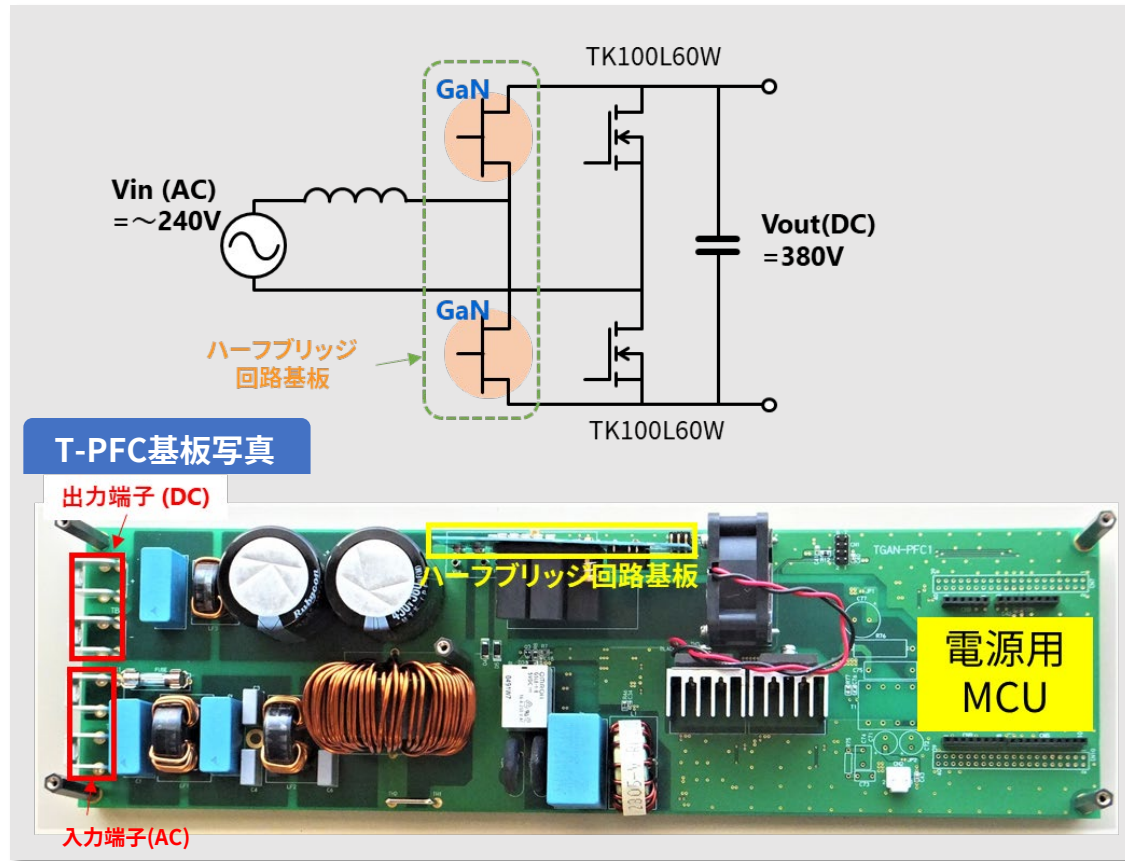 TK100L60W
GaN
Vin (AC)
=～240V
Vout(DC)
=380V
GaN
ハーフブリッジ
回路基板
TK100L60W
T-PFC基板写真
出力端子 (DC)
ハーフブリッジ回路基板
TGAN-PFC1
Rubycon
電源用
MCU
入力端子(AC)